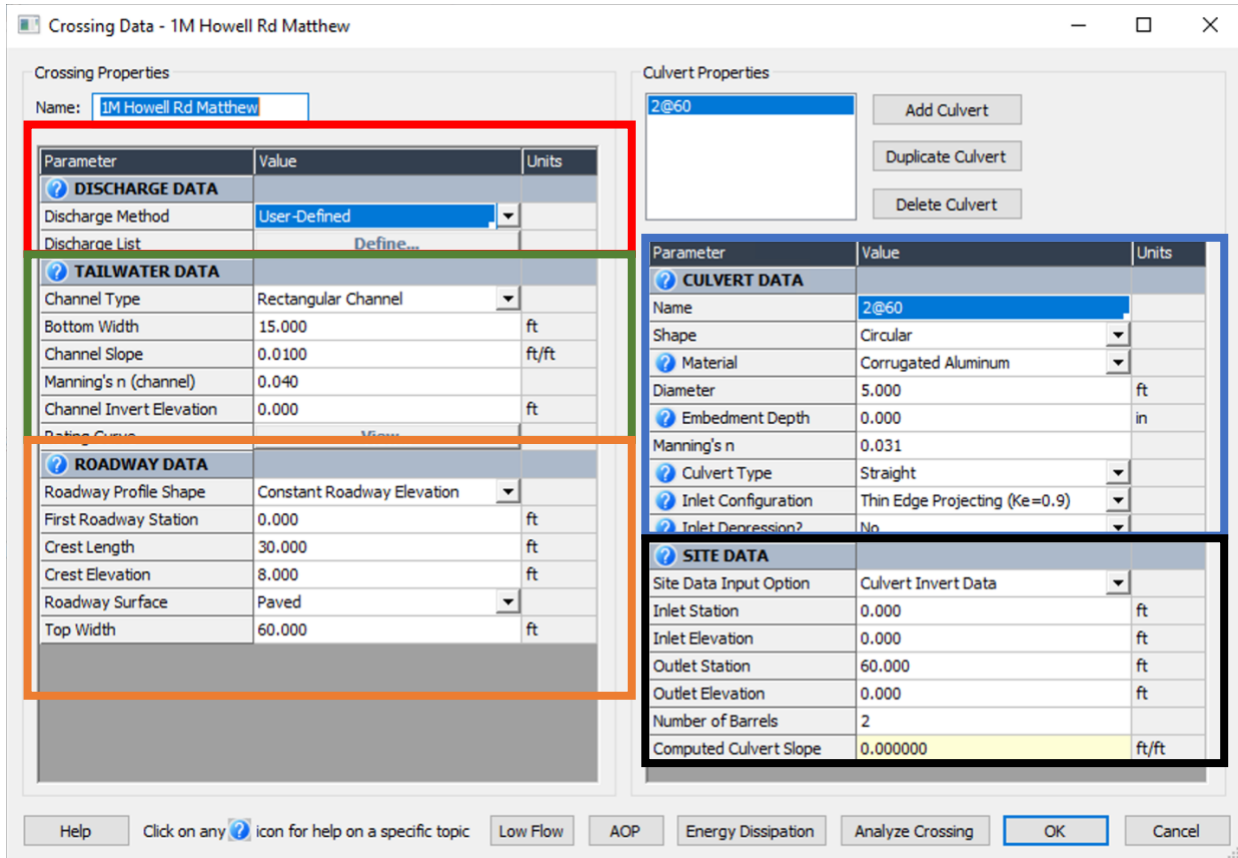 Crossing Data - 1M Howell Rd Matthew
Crossing Properties
Name: 1M Howell Rd Matthew
Parameter Value Units
DISCHARGE DATA
Discharge Method User-Defined
Discharge List Define...
TAILWATER DATA
Channel Type Rectangular Channel
Bottom Width 15.000 ft
Channel Slope 0.0100 ft/ft
Manning's n (channel) 0.040
Channel Invert Elevation 0.000 ft
Rating Curve View...
ROADWAY DATA
Roadway Profile Shape Constant Roadway Elevation
First Roadway Station 0.000 ft
Crest Length 30.000 ft
Crest Elevation 8.000 ft
Roadway Surface Paved
Top Width 60.000 ft
Culvert Properties
2@60
Add Culvert
Duplicate Culvert
Delete Culvert
Parameter Value Units
CULVERT DATA
Name 2@60
Shape Circular
Material Corrugated Aluminum
Diameter 5.000 ft
Embedment Depth 0.000 in
Manning's n 0.031
Culvert Type Straight
Inlet Configuration Thin Edge Projecting (Ke=0.9)
Inlet Depression? No
SITE DATA
Site Data Input Option Culvert Invert Data
Inlet Station 0.000 ft
Inlet Elevation 0.000 ft
Outlet Station 60.000 ft
Outlet Elevation 0.000 ft
Number of Barrels 2
Computed Culvert Slope 0.000000 ft/ft
Help Click on any ? icon for help on a specific topic Low Flow AOP Energy Dissipation Analyze Crossing OK Cancel